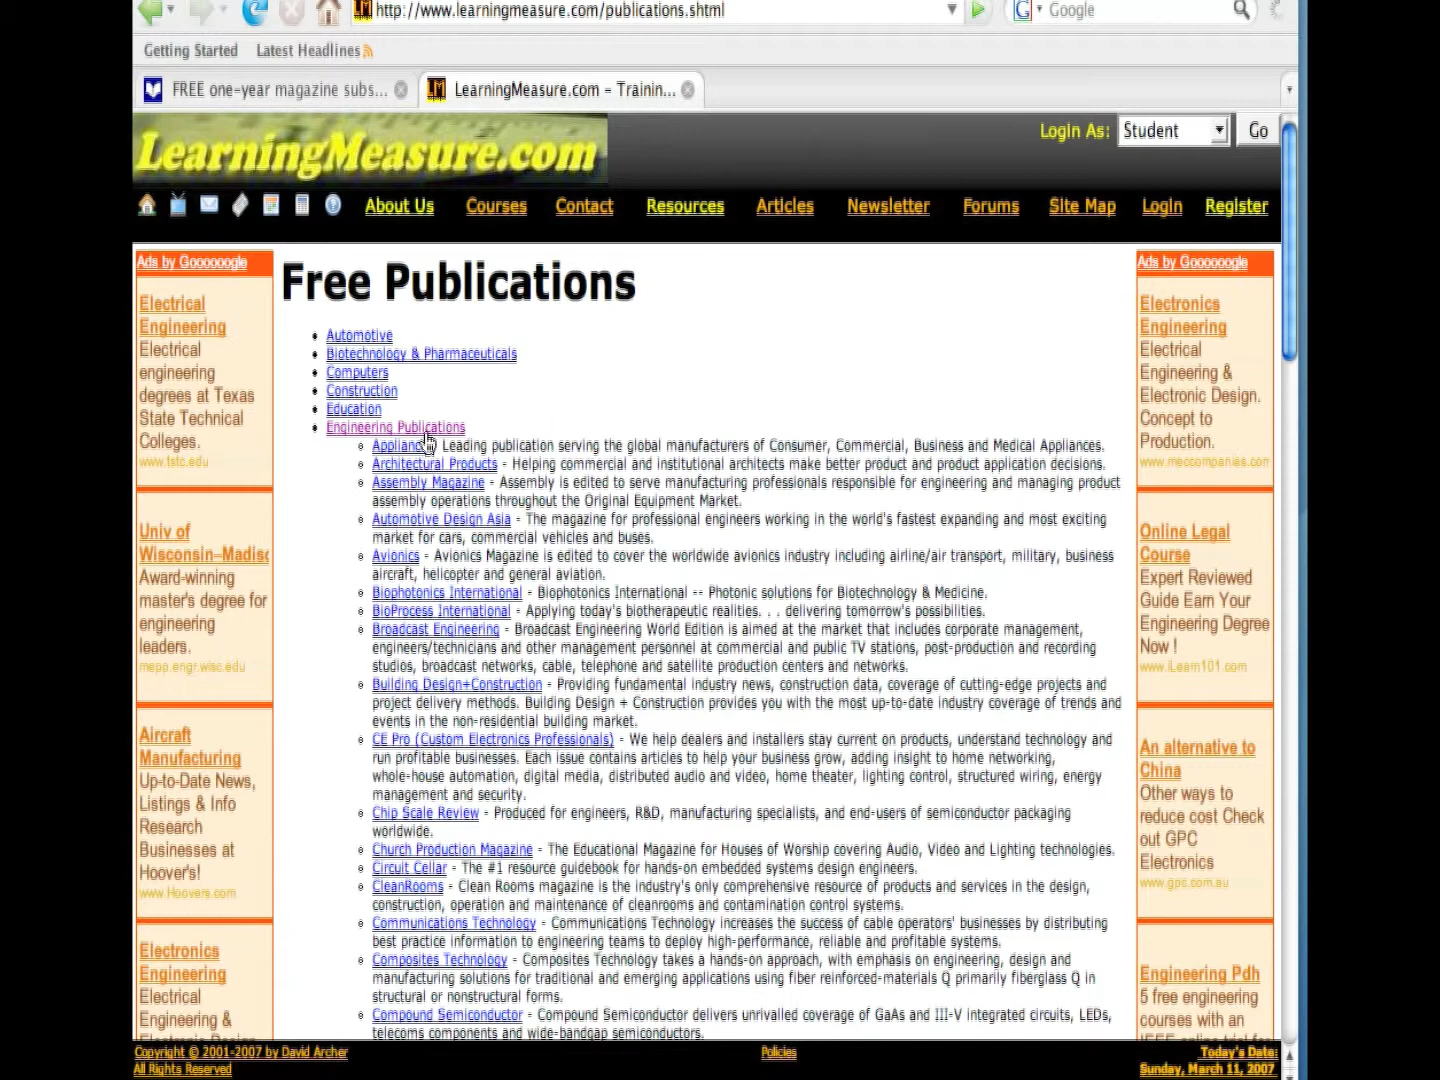 http://www.learningmeasure.com/publications.shtml
Google
Getting Started Latest Headlines
FREE one-year magazine subs... LearningMeasure.com - Trainin...
LearningMeasure.com
Login As: Student Go
About Us Courses Contact Resources Articles Newsletter Forums Site Map Login Register
Ads by Goooooogle
Electrical
Engineering
Electrical
engineering
degrees at Texas
State Technical
Colleges.
www.tstc.edu
Univ of
Wisconsin-Madisc
Award-winning
master's degree for
engineering
leaders.
mepp.engr.wisc.edu
Aircraft
Manufacturing
Up-to-Date News,
Listings & Info
Research
Businesses at
Hoover's!
www.Hoovers.com
Electronics
Engineering
Electrical
Engineering &
Free Publications
Automotive
Biotechnology & Pharmaceuticals
Computers
Construction
Education
Engineering Publications
Leading publication serving the global manufacturers of Consumer, Commercial, Business and Medical Appliances.
Architectural Products - Helping commercial and institutional architects make better product and product application decisions.
Assembly Magazine - Assembly is edited to serve manufacturing professionals responsible for engineering and managing product
assembly operations throughout the Original Equipment Market.
Automotive Design Asia - The magazine for professional engineers working in the world's fastest expanding and most exciting
market for cars, commercial vehicles and buses.
Avionics - Avionics Magazine is edited to cover the worldwide avionics industry including airline/air transport, military, business
aircraft, helicopter and general aviation.
Biophotonics International - Biophotonics International -- Photonic solutions for Biotechnology & Medicine.
BioProcess International - Applying today's biotherapeutic realities. . . delivering tomorrow's possibilities.
Broadcast Engineering - Broadcast Engineering World Edition is aimed at the market that includes corporate management,
engineers/technicians and other management personnel at commercial and public TV stations, post-production and recording
studios, broadcast networks, cable, telephone and satellite production centers and networks.
Building Design+Construction - Providing fundamental industry news, construction data, coverage of cutting-edge projects and
project delivery methods. Building Design + Construction provides you with the most up-to-date industry coverage of trends and
events in the non-residential building market.
CE Pro (Custom Electronics Professionals) - We help dealers and installers stay current on products, understand technology and
run profitable businesses. Each issue contains articles to help your business grow, adding insight to home networking,
whole-house automation, digital media, distributed audio and video, home theater, lighting control, structured wiring, energy
management and security.
Chip Scale Review - Produced for engineers, R&D, manufacturing specialists, and end-users of semiconductor packaging
worldwide.
Church Production Magazine - The Educational Magazine for Houses of Worship covering Audio, Video and Lighting technologies.
Circuit Cellar - The #1 resource guidebook for hands-on embedded systems design engineers.
CleanRooms - Clean Rooms magazine is the industry's only comprehensive resource of products and services in the design,
construction, operation and maintenance of cleanrooms and contamination control systems.
Communications Technology - Communications Technology increases the success of cable operators' businesses by distributing
best practice information to engineering teams to deploy high-performance, reliable and profitable systems.
Composites Technology - Composites Technology takes a hands-on approach, with emphasis on engineering, design and
manufacturing solutions for traditional and emerging applications using fiber reinforced-materials Q primarily fiberglass Q in
structural or nonstructural forms.
Compound Semiconductor - Compound Semiconductor delivers unrivalled coverage of GaAs and III-V integrated circuits, LEDs,
telecoms components and wide-bandgap semiconductors.
Ads by Goooooogle
Electronics
Engineering
Electrical
Engineering &
Electronic Design.
Concept to
Production.
www.meccompanies.com
Online Legal
Course
Expert Reviewed
Guide Earn Your
Engineering Degree
Now !
www.iLearn101.com
An alternative to
China
Other ways to
reduce cost Check
out GPC
Electronics
www.gpc.com.au
Engineering Pdh
5 free engineering
courses with an
Copyright © 2001-2007 by David Archer
All Rights Reserved
Policies
Today's Date:
Sunday, March 11, 2007